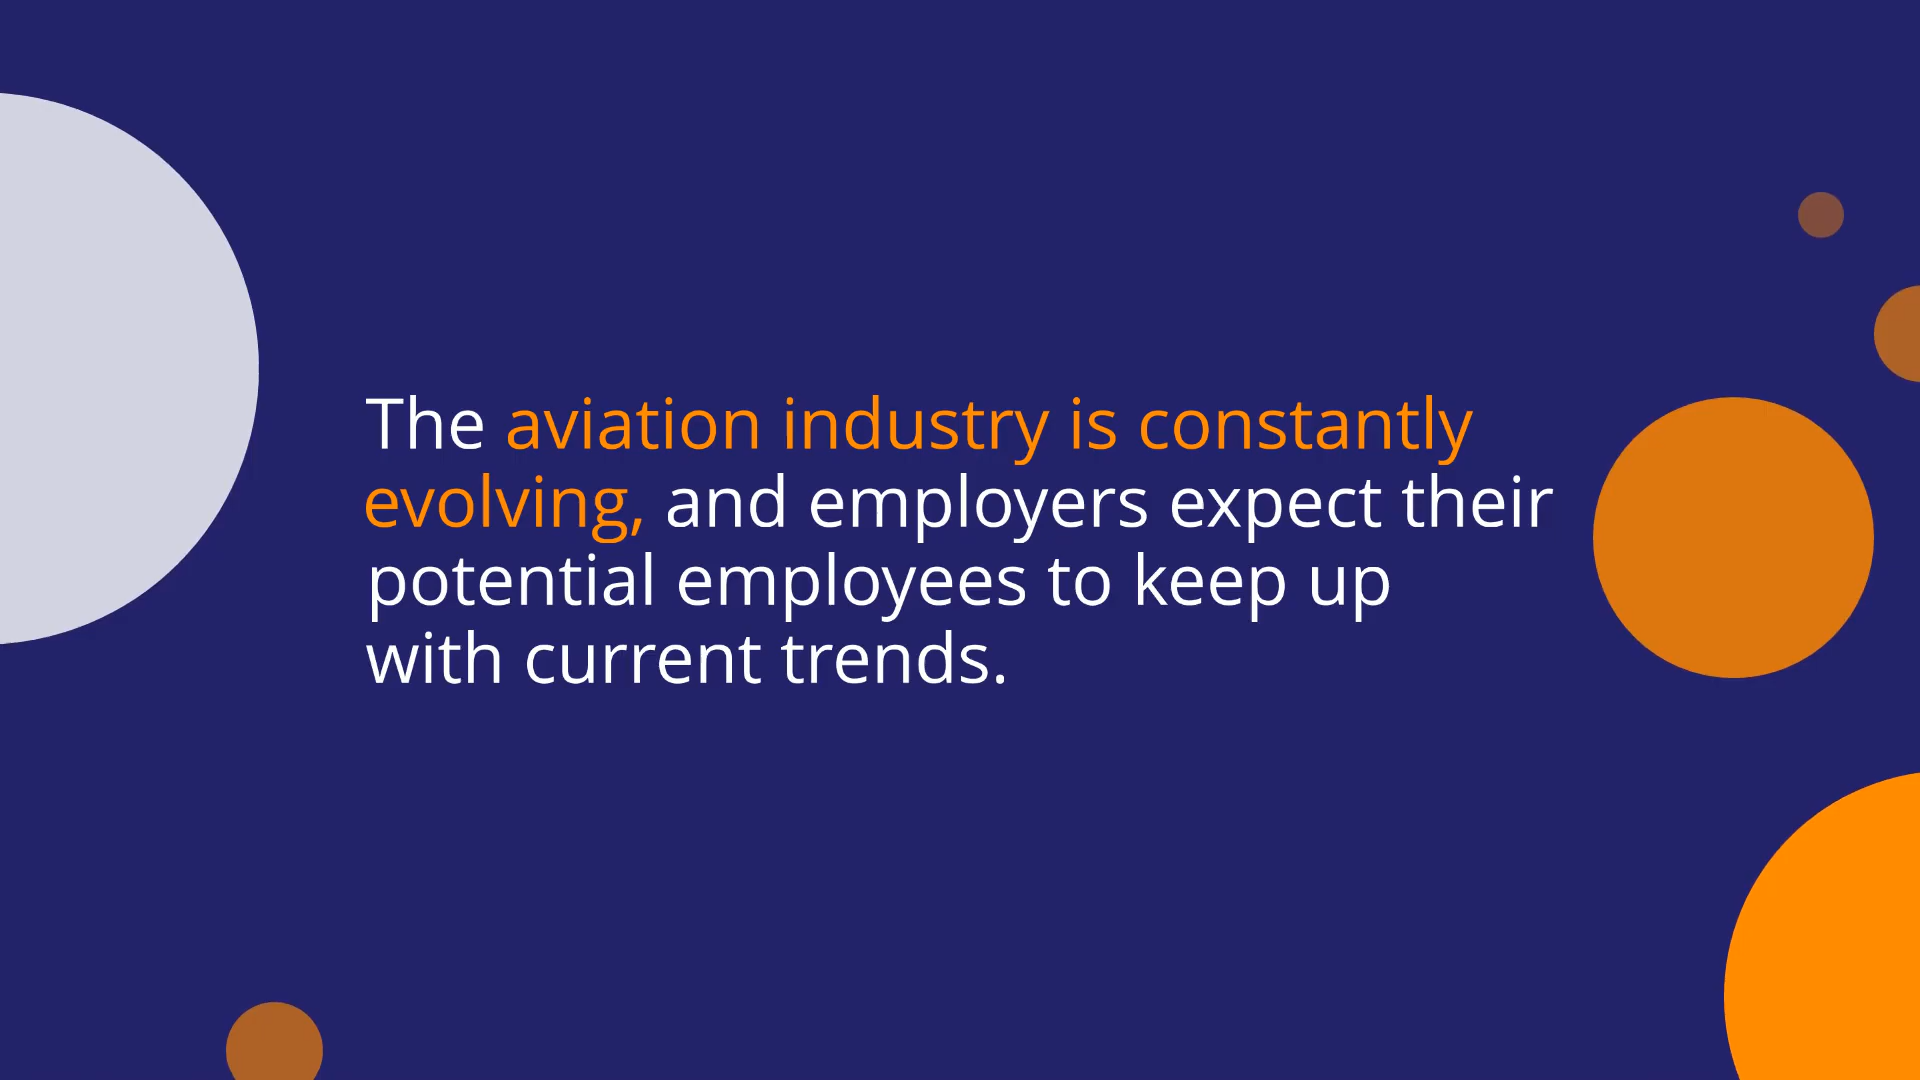 The aviation industry is constantly
evolving, and employers expect their
potential employees to keep up
with current trends.